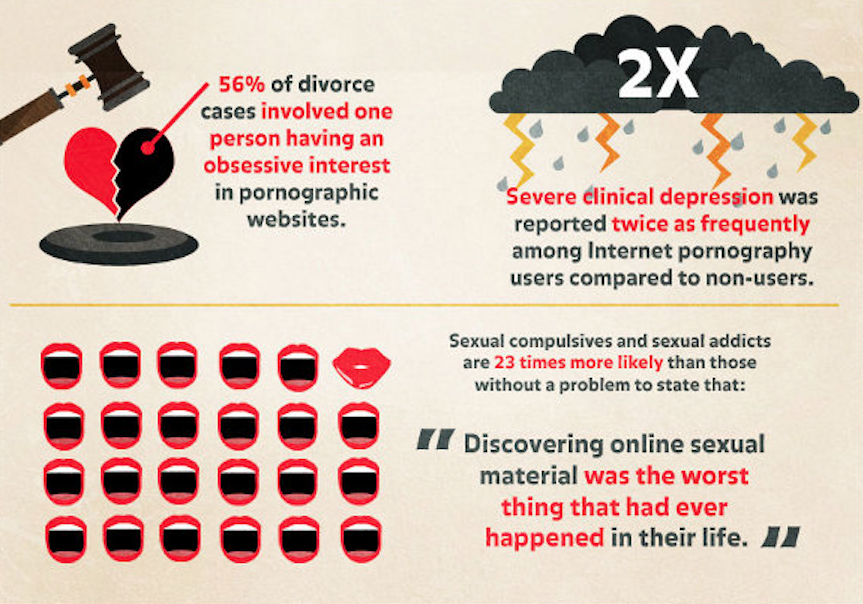 56% of divorce
cases involved one
person having an
obsessive interest
in pornographic
websites.
2X
Severe clinical depression was
reported twice as frequently
among Internet pornography
users compared to non-users.
Sexual compulsives and sexual addicts
are 23 times more likely than those
without a problem to state that:
" Discovering online sexual
material was the worst
thing that had ever
happened in their life. "